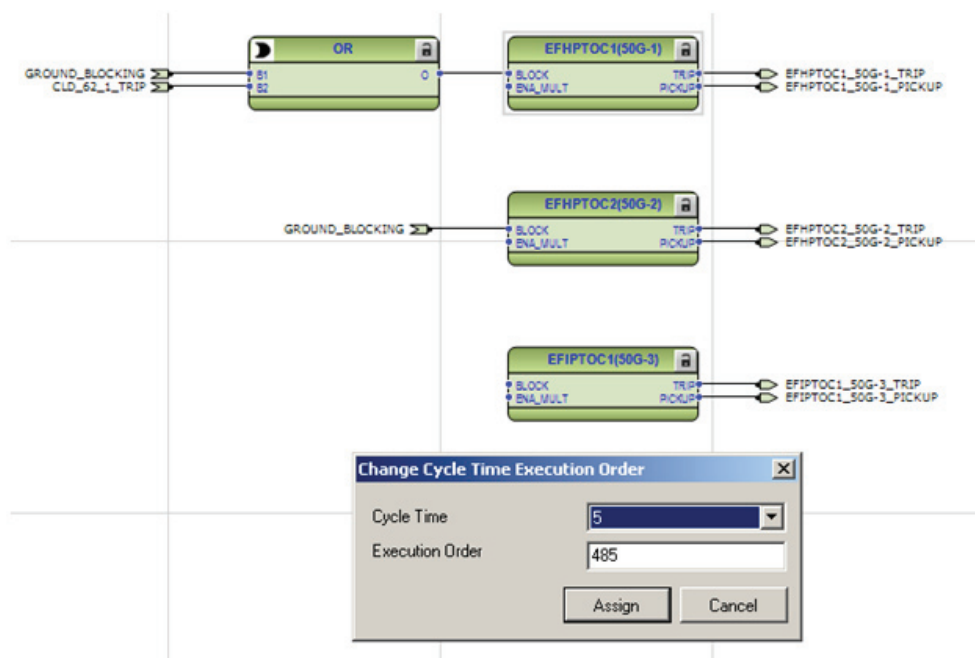 OR
EFHPTOC1(50G-1)
GROUND_BLOCKING
B1
O
BLOCK
TRIP
EFHPTOC1_50G-1_TRIP
CLD_62_1_TRIP
B2
ENA_MULT
PICKUP
EFHPTOC1_50G-1_PICKUP
EFHPTOC2(50G-2)
GROUND_BLOCKING
BLOCK
TRIP
EFHPTOC2_50G-2_TRIP
ENA_MULT
PICKUP
EFHPTOC2_50G-2_PICKUP
EFIPTOC1(50G-3)
BLOCK
TRIP
EFIPTOC1_50G-3_TRIP
ENA_MULT
PICKUP
EFIPTOC1_50G-3_PICKUP
Change Cycle Time Execution Order
Cycle Time
5
Execution Order
485
Assign
Cancel